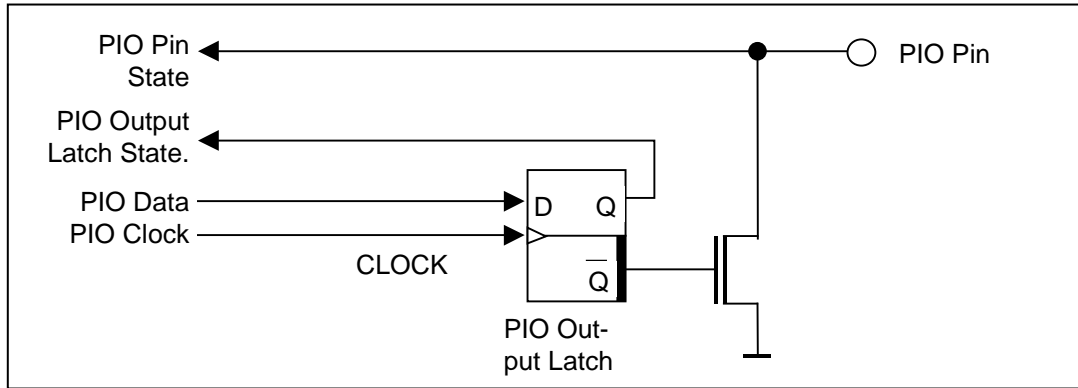 PIO Pin
State
PIO Pin
PIO Output
Latch State.
PIO Data
PIO Clock
CLOCK
D Q
Q̅
PIO Out-
put Latch